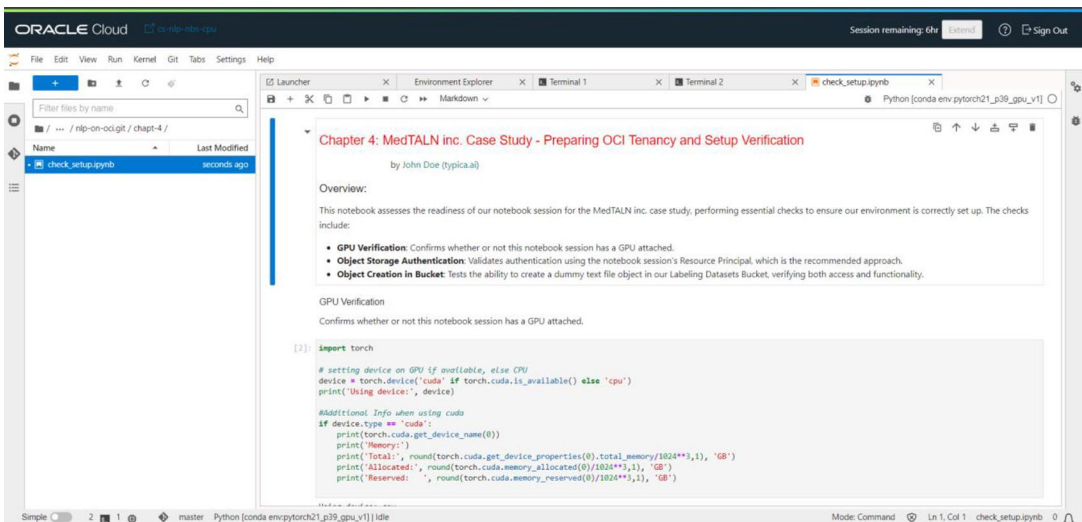 ORACLE Cloud
cs-nlp-nbs-cpu
Session remaining: 6hr
Extend
Sign Out
File Edit View Run Kernel Git Tabs Settings Help
Filter files by name
/ ··· / nlp-on-oci.git / chapt-4 /
Name
Last Modified
check_setup.ipynb
seconds ago
Launcher
Environment Explorer
Terminal 1
Terminal 2
check_setup.ipynb
Markdown
Python [conda env:pytorch21_p39_gpu_v1]
Chapter 4: MedTALN inc. Case Study - Preparing OCI Tenancy and Setup Verification
by John Doe (typica.ai)
Overview:
This notebook assesses the readiness of our notebook session for the MedTALN inc. case study, performing essential checks to ensure our environment is correctly set up. The checks
include:
• GPU Verification: Confirms whether or not this notebook session has a GPU attached.
• Object Storage Authentication: Validates authentication using the notebook session's Resource Principal, which is the recommended approach.
• Object Creation in Bucket: Tests the ability to create a dummy text file object in our Labeling Datasets Bucket, verifying both access and functionality.
GPU Verification
Confirms whether or not this notebook session has a GPU attached.
[2]: import torch
# setting device on GPU if available, else CPU
device = torch.device('cuda' if torch.cuda.is_available() else 'cpu')
print('Using device:', device)
#Additional Info when using cuda
if device.type == 'cuda':
print(torch.cuda.get_device_name(0))
print('Memory:')
print('Total:', round(torch.cuda.get_device_properties(0).total_memory/1024**3,1), 'GB')
print('Allocated:', round(torch.cuda.memory_allocated(0)/1024**3,1), 'GB')
print('Reserved:   ', round(torch.cuda.memory_reserved(0)/1024**3,1), 'GB')
Simple
2
1
master
Python [conda env:pytorch21_p39_gpu_v1] | Idle
Mode: Command
Ln 1, Col 1
check_setup.ipynb
0